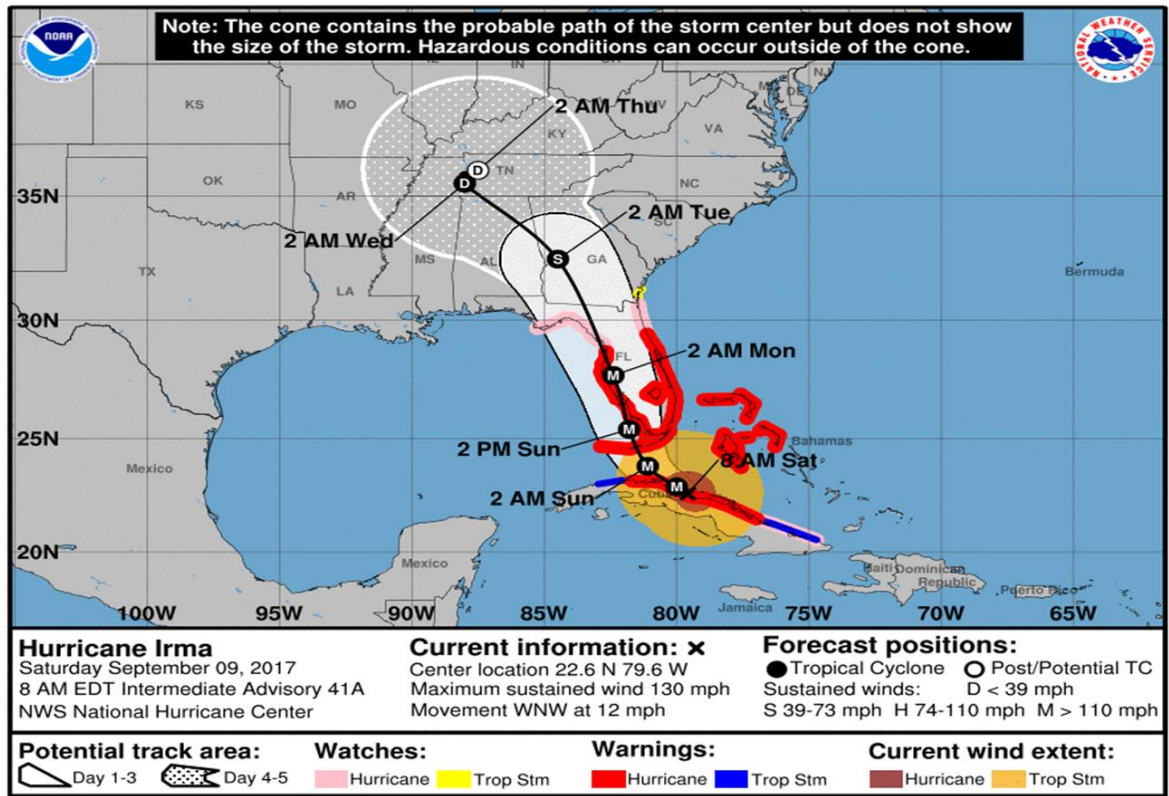 Note: The cone contains the probable path of the storm center but does not show
the size of the storm. Hazardous conditions can occur outside of the cone.
NOAA
NATIONAL WEATHER SERVICE
IN
NJ
MD
DE
KS
MO
2 AM Thu
WV
KY
VA
OK
TN
NC
35N
AR
2 AM Tue
SC
2 AM Wed
MS
AL
GA
TX
Bermuda
LA
30N
FL
2 AM Mon
25N
2 PM Sun
Bahamas
Mexico
8 AM Sat
2 AM Sun
Cuba
20N
Mexico
Haiti
Dominican
Republic
Puerto Rico
Jamaica
100W
95W
90W
85W
80W
75W
70W
65W
D
D
S
M
M
M
M
Hurricane Irma
Saturday September 09, 2017
8 AM EDT Intermediate Advisory 41A
NWS National Hurricane Center
Current information: x
Center location 22.6 N 79.6 W
Maximum sustained wind 130 mph
Movement WNW at 12 mph
Forecast positions:
Tropical Cyclone Post/Potential TC
Sustained winds: D < 39 mph
S 39-73 mph H 74-110 mph M > 110 mph
Potential track area:
Day 1-3 Day 4-5
Watches:
Hurricane Trop Stm
Warnings:
Hurricane Trop Stm
Current wind extent:
Hurricane Trop Stm